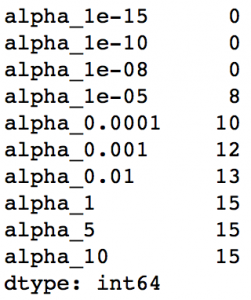 alpha_1e-15 0
alpha_1e-10 0
alpha_1e-08 0
alpha_1e-05 8
alpha_0.0001 10
alpha_0.001 12
alpha_0.01 13
alpha_1 15
alpha_5 15
alpha_10 15
dtype: int64